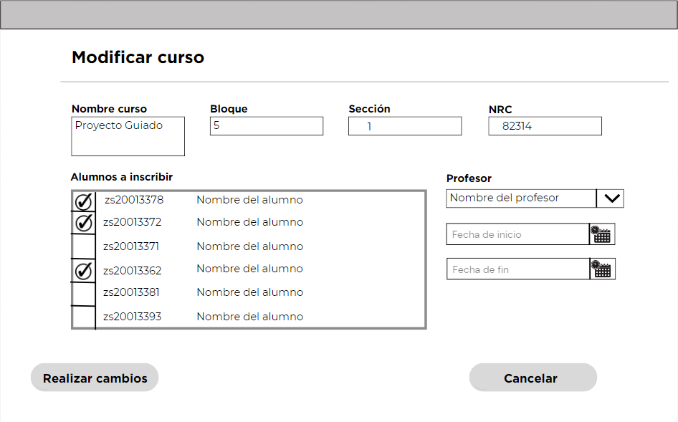 Modificar curso
Nombre curso Bloque Sección NRC
Proyecto Guiado 5 1 82314
Alumnos a inscribir Profesor
zs20013378 Nombre del alumno Nombre del profesor
zs20013372 Nombre del alumno
Fecha de inicio
zs20013371 Nombre del alumno
zs20013362 Nombre del alumno Fecha de fin
zs20013381 Nombre del alumno
zs20013393 Nombre del alumno
Realizar cambios Cancelar